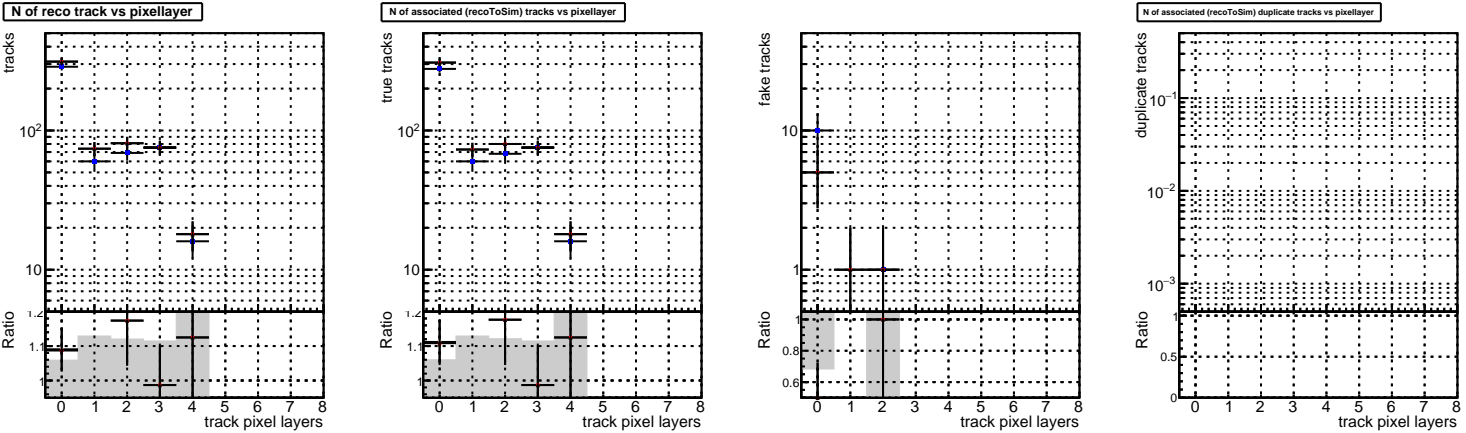 N of reco track vs pixellayer
tracks
10²
10
Ratio
1.2
1.1
1
0 1 2 3 4 5 6 7 8
track pixel layers
N of associated (recoToSim) tracks vs pixellayer
true tracks
10²
10
Ratio
1.2
1.1
1
0 1 2 3 4 5 6 7 8
track pixel layers
fake tracks
10
1
Ratio
1
0.8
0.6
0 1 2 3 4 5 6 7 8
track pixel layers
N of associated (recoToSim) duplicate tracks vs pixellayer
duplicate tracks
10⁻¹
10⁻²
10⁻³
Ratio
1
0.5
0
0 1 2 3 4 5 6 7 8
track pixel layers